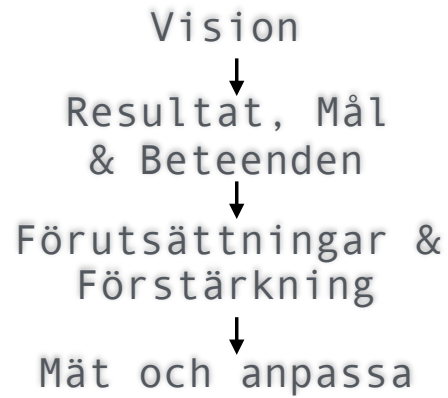 Vision
Resultat, Mål
& Beteenden
Förutsättningar &
Förstärkning
Mät och anpassa